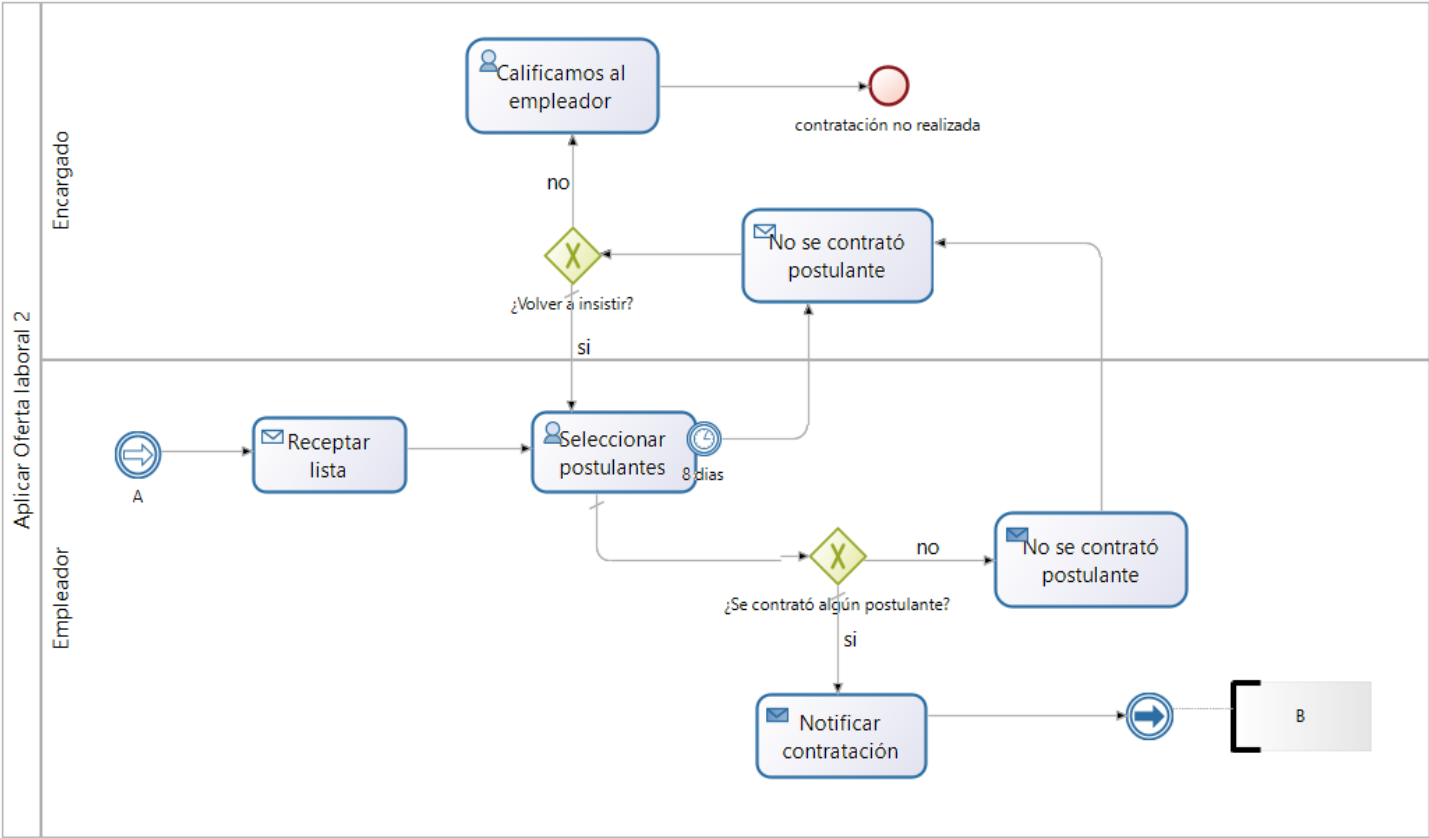 Aplicar Oferta laboral 2
Encargado
Calificamos al
empleador
contratación no realizada
no
No se contrató
postulante
¿Volver a insistir?
si
Empleador
A
Receptar
lista
Seleccionar
postulantes
8 dias
¿Se contrató algún postulante?
no
No se contrató
postulante
si
Notificar
contratación
B